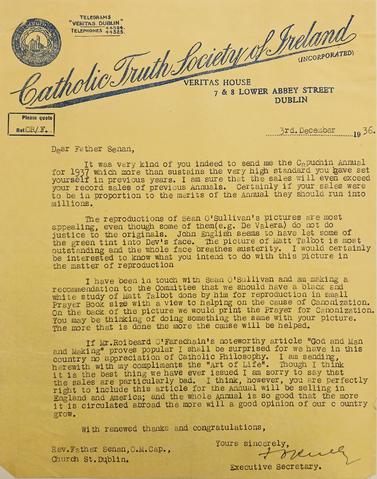 TELEGRAMS
"VERITAS DUBLIN"
TELEPHONES
Catholic Truth Society of Ireland
(INCORPORATED)
VERITAS HOUSE
7 & 8 LOWER ABBEY STREET
DUBLIN
Please quote
Ref. CB/F.
3rd.December 1936.
Dear Father Senan,
It was very kind of you indeed to send me the Capuchin Annual
for 1937 which more than sustains the very high standard you have set
yourself in previous years. I am sure that the sales will even exceed
your record sales of previous Annuals. Certainly if your sales were
to be in proportion to the merits of the Annual they should run into
millions.
The reproductions of Sean O'Sullivan's pictures are most
appealing, even though some of them(e.g. De Valera) do not do
justice to the originals. John English seems to have let some of
the green tint into Dev's face. The picture of Matt Talbot is most
outstanding and the whole face breathes austerity. I would certainly
be interested to know what you intend to do with this picture in
the matter of reproduction
I have been in touch with Sean O'Sullivan and am making a
recommendation to the Committee that we should have a black and
white study of Matt Talbot done by him for reproduction in small
Prayer Book size with a view to helping on the cause of Canonization.
On the back of the picture we would print the Prayer for Canonization.
You may be thinking of doing something the same with your picture.
The more that is done the more the cause will be helped.
If Mr.Roibeard O'Farachain's noteworthy article "God and Man
and Making" proves popular I shall be surprised for we have in this
country no appreciation of Catholic Philosophy. I am sending,
herewith with my compliments the "Art of Life". Though I think
it is the best thing we have ever issued I am sorry to say that
the sales are particularly bad. I think, however, you are perfectly
right to include this article for the Annual will be selling in
England and America; and the whole Annual is so good that the more
it is circulated abroad the more will a good opinion of our country
grow.
With renewed thanks and congratulations,
Yours sincerely,
Rev.Father Senan,O.M.Cap.,
Church St.Dublin.
Executive Secretary.